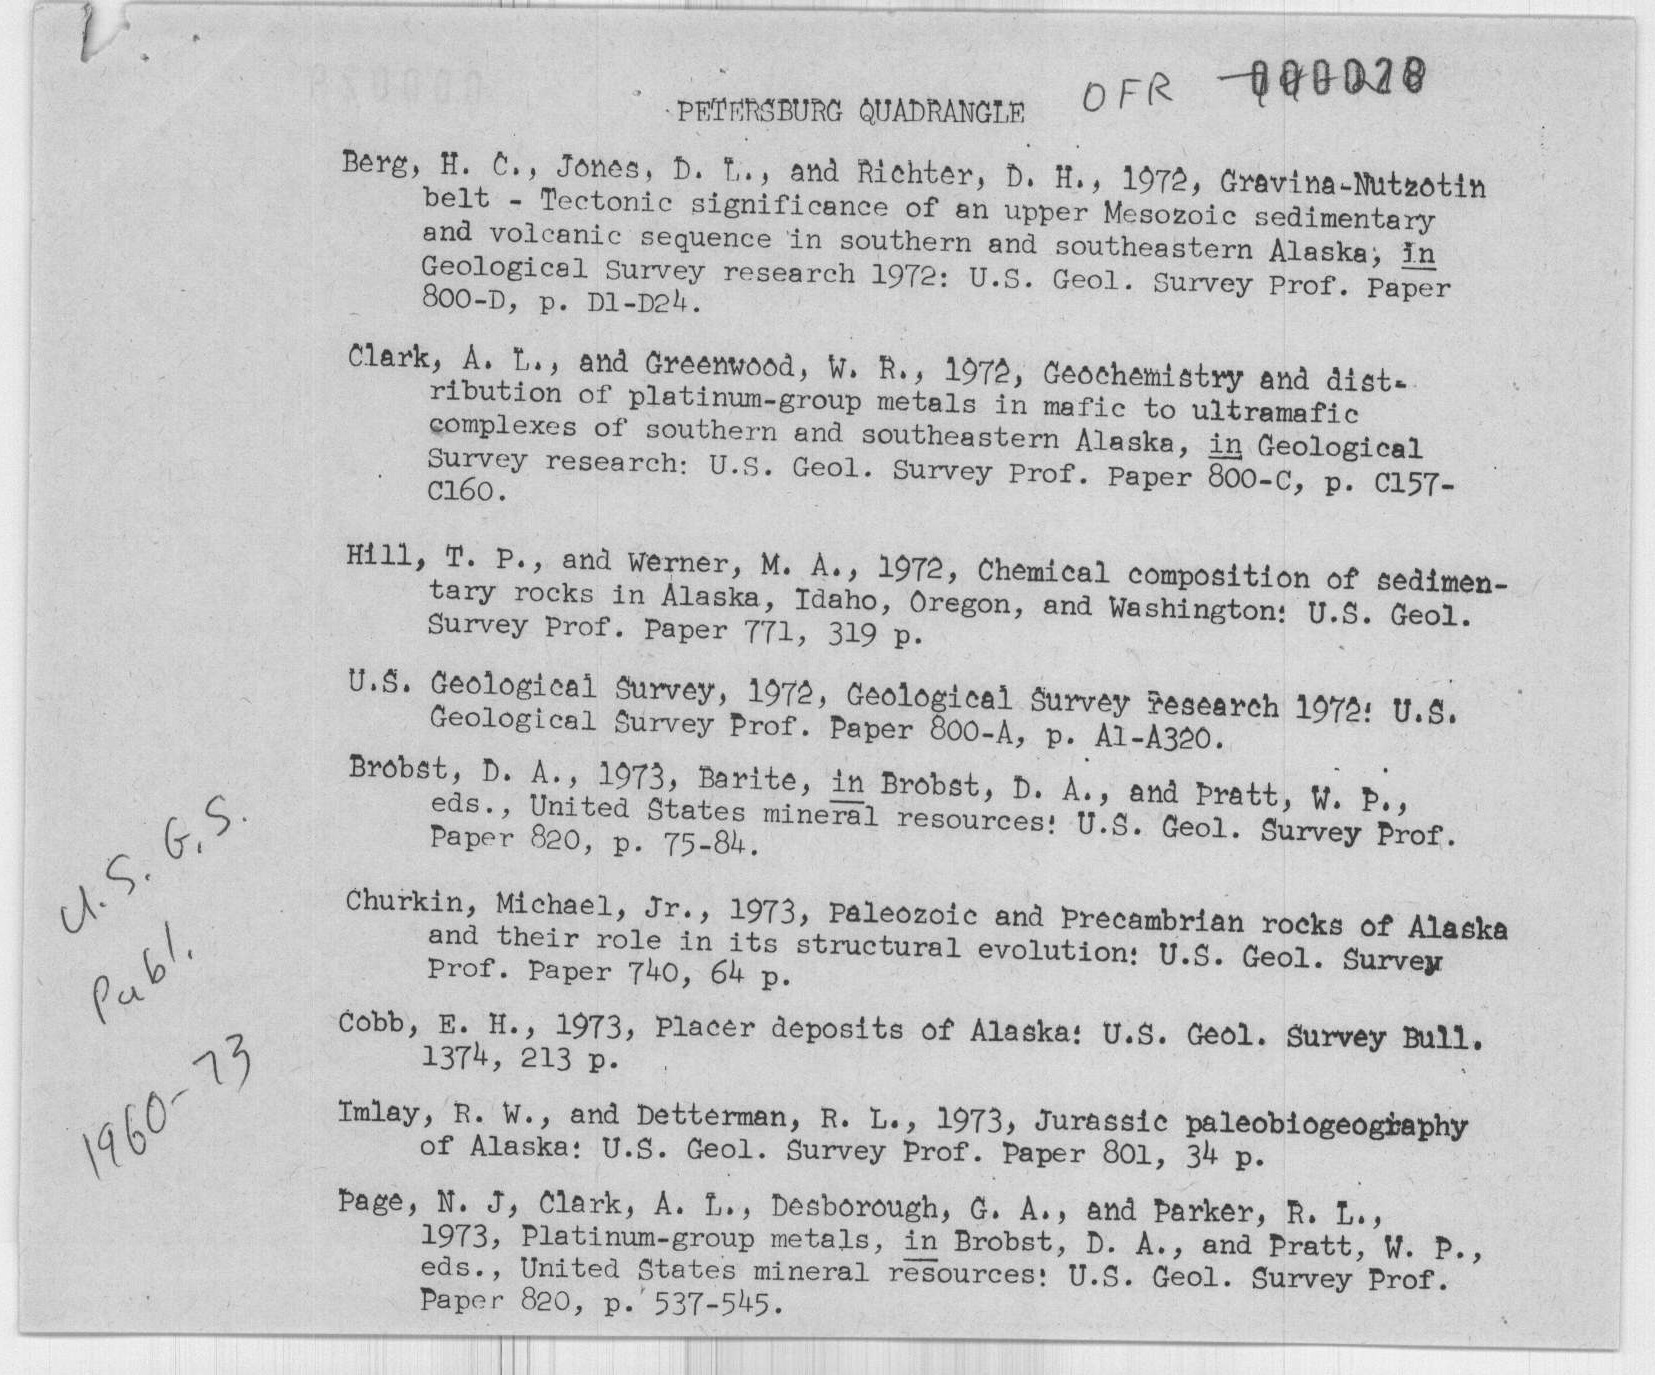 OFR
PETERSBURG QUADRANGLE
Berg, H. C., Jones, D. L., and Richter, D. H., 1972, Gravina-Nutzotin
belt - Tectonic significance of an upper Mesozoic sedimentary
and volcanic sequence in southern and southeastern Alaska; in
Geological Survey research 1972: U.S. Geol. Survey Prof. Paper
800-D, p. D1-D24.
Clark, A. L., and Greenwood, W. R., 1972, Geochemistry and dist-
ribution of platinum-group metals in mafic to ultramafic
complexes of southern and southeastern Alaska, in Geological
Survey research: U.S. Geol. Survey Prof. Paper 800-C, p. C157-
C160.
Hill, T. P., and Werner, M. A., 1972, Chemical composition of sedimen-
tary rocks in Alaska, Idaho, Oregon, and Washington: U.S. Geol.
Survey Prof. Paper 771, 319 p.
U.S. Geological Survey, 1972, Geological Survey Research 1972: U.S.
Geological Survey Prof. Paper 800-A, p. A1-A320.
Brobst, D. A., 1973, Barite, in Brobst, D. A., and Pratt, W. P.,
eds., United States mineral resources: U.S. Geol. Survey Prof.
Paper 820, p. 75-84.
Churkin, Michael, Jr., 1973, Paleozoic and Precambrian rocks of Alaska
and their role in its structural evolution: U.S. Geol. Survey
Prof. Paper 740, 64 p.
Cobb, E. H., 1973, Placer deposits of Alaska: U.S. Geol. Survey Bull.
1374, 213 p.
Imlay, R. W., and Detterman, R. L., 1973, Jurassic paleobiogeography
of Alaska: U.S. Geol. Survey Prof. Paper 801, 34 p.
Page, N. J, Clark, A. L., Desborough, G. A., and Parker, R. L.,
1973, Platinum-group metals, in Brobst, D. A., and Pratt, W. P.,
eds., United States mineral resources: U.S. Geol. Survey Prof.
Paper 820, p. 537-545.
U.S. G.S.
Publ.
1960-73